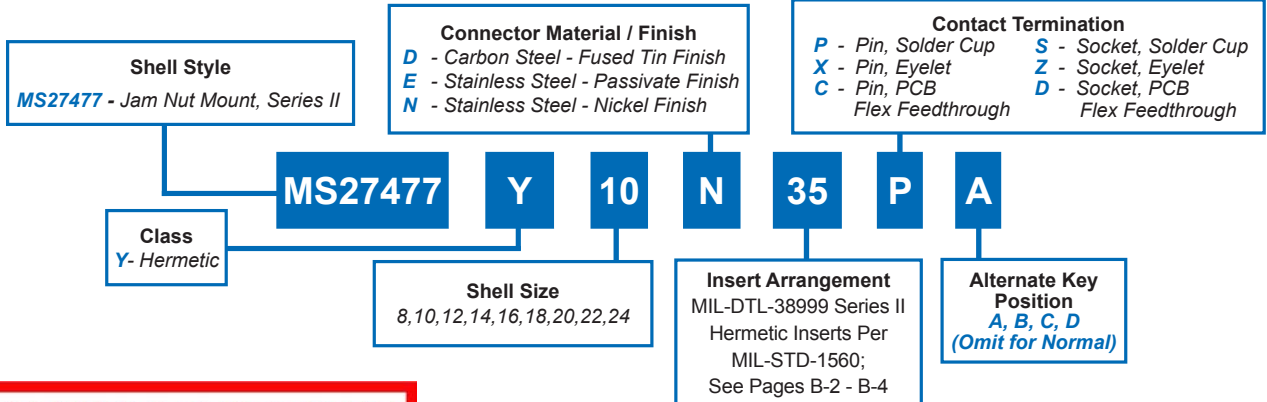 Shell Style
MS27477 - Jam Nut Mount, Series II
Connector Material / Finish
D - Carbon Steel - Fused Tin Finish
E - Stainless Steel - Passivate Finish
N - Stainless Steel - Nickel Finish
Contact Termination
P - Pin, Solder Cup
X - Pin, Eyelet
C - Pin, PCB
Flex Feedthrough
S - Socket, Solder Cup
Z - Socket, Eyelet
D - Socket, PCB
Flex Feedthrough
MS27477 Y 10 N 35 P A
Class
Y- Hermetic
Shell Size
8,10,12,14,16,18,20,22,24
Insert Arrangement
MIL-DTL-38999 Series II
Hermetic Inserts Per
MIL-STD-1560;
See Pages B-2 - B-4
Alternate Key
Position
A, B, C, D
(Omit for Normal)